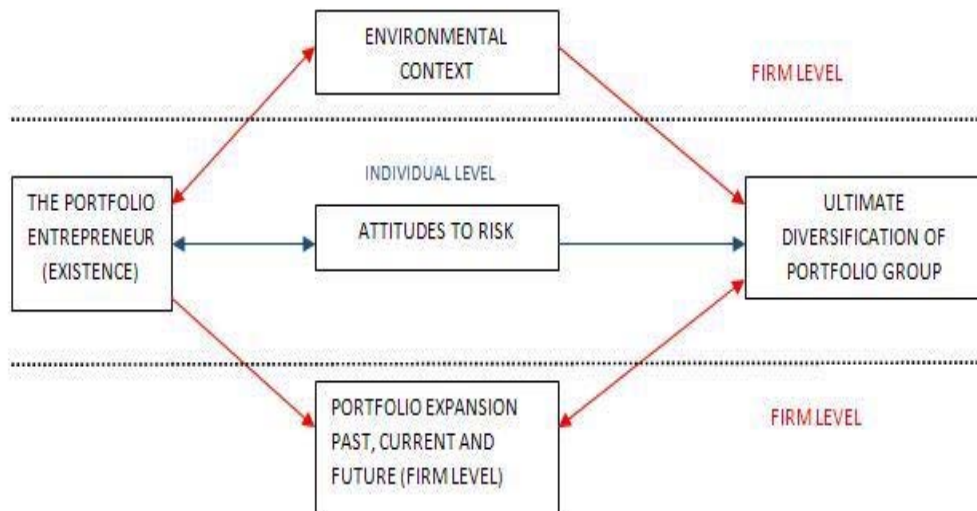 ENVIRONMENTAL
CONTEXT
FIRM LEVEL
INDIVIDUAL LEVEL
THE PORTFOLIO
ENTREPRENEUR
(EXISTENCE)
ATTITUDES TO RISK
ULTIMATE
DIVERSIFICATION OF
PORTFOLIO GROUP
PORTFOLIO EXPANSION
PAST, CURRENT AND
FUTURE (FIRM LEVEL)
FIRM LEVEL